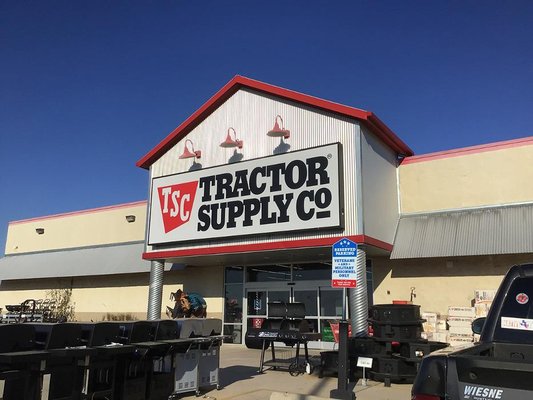 TSC
TRACTOR
SUPPLY CO
RESERVED
PARKING
VETERANS
AND MILITARY
PERSONNEL
ONLY
WIESNE